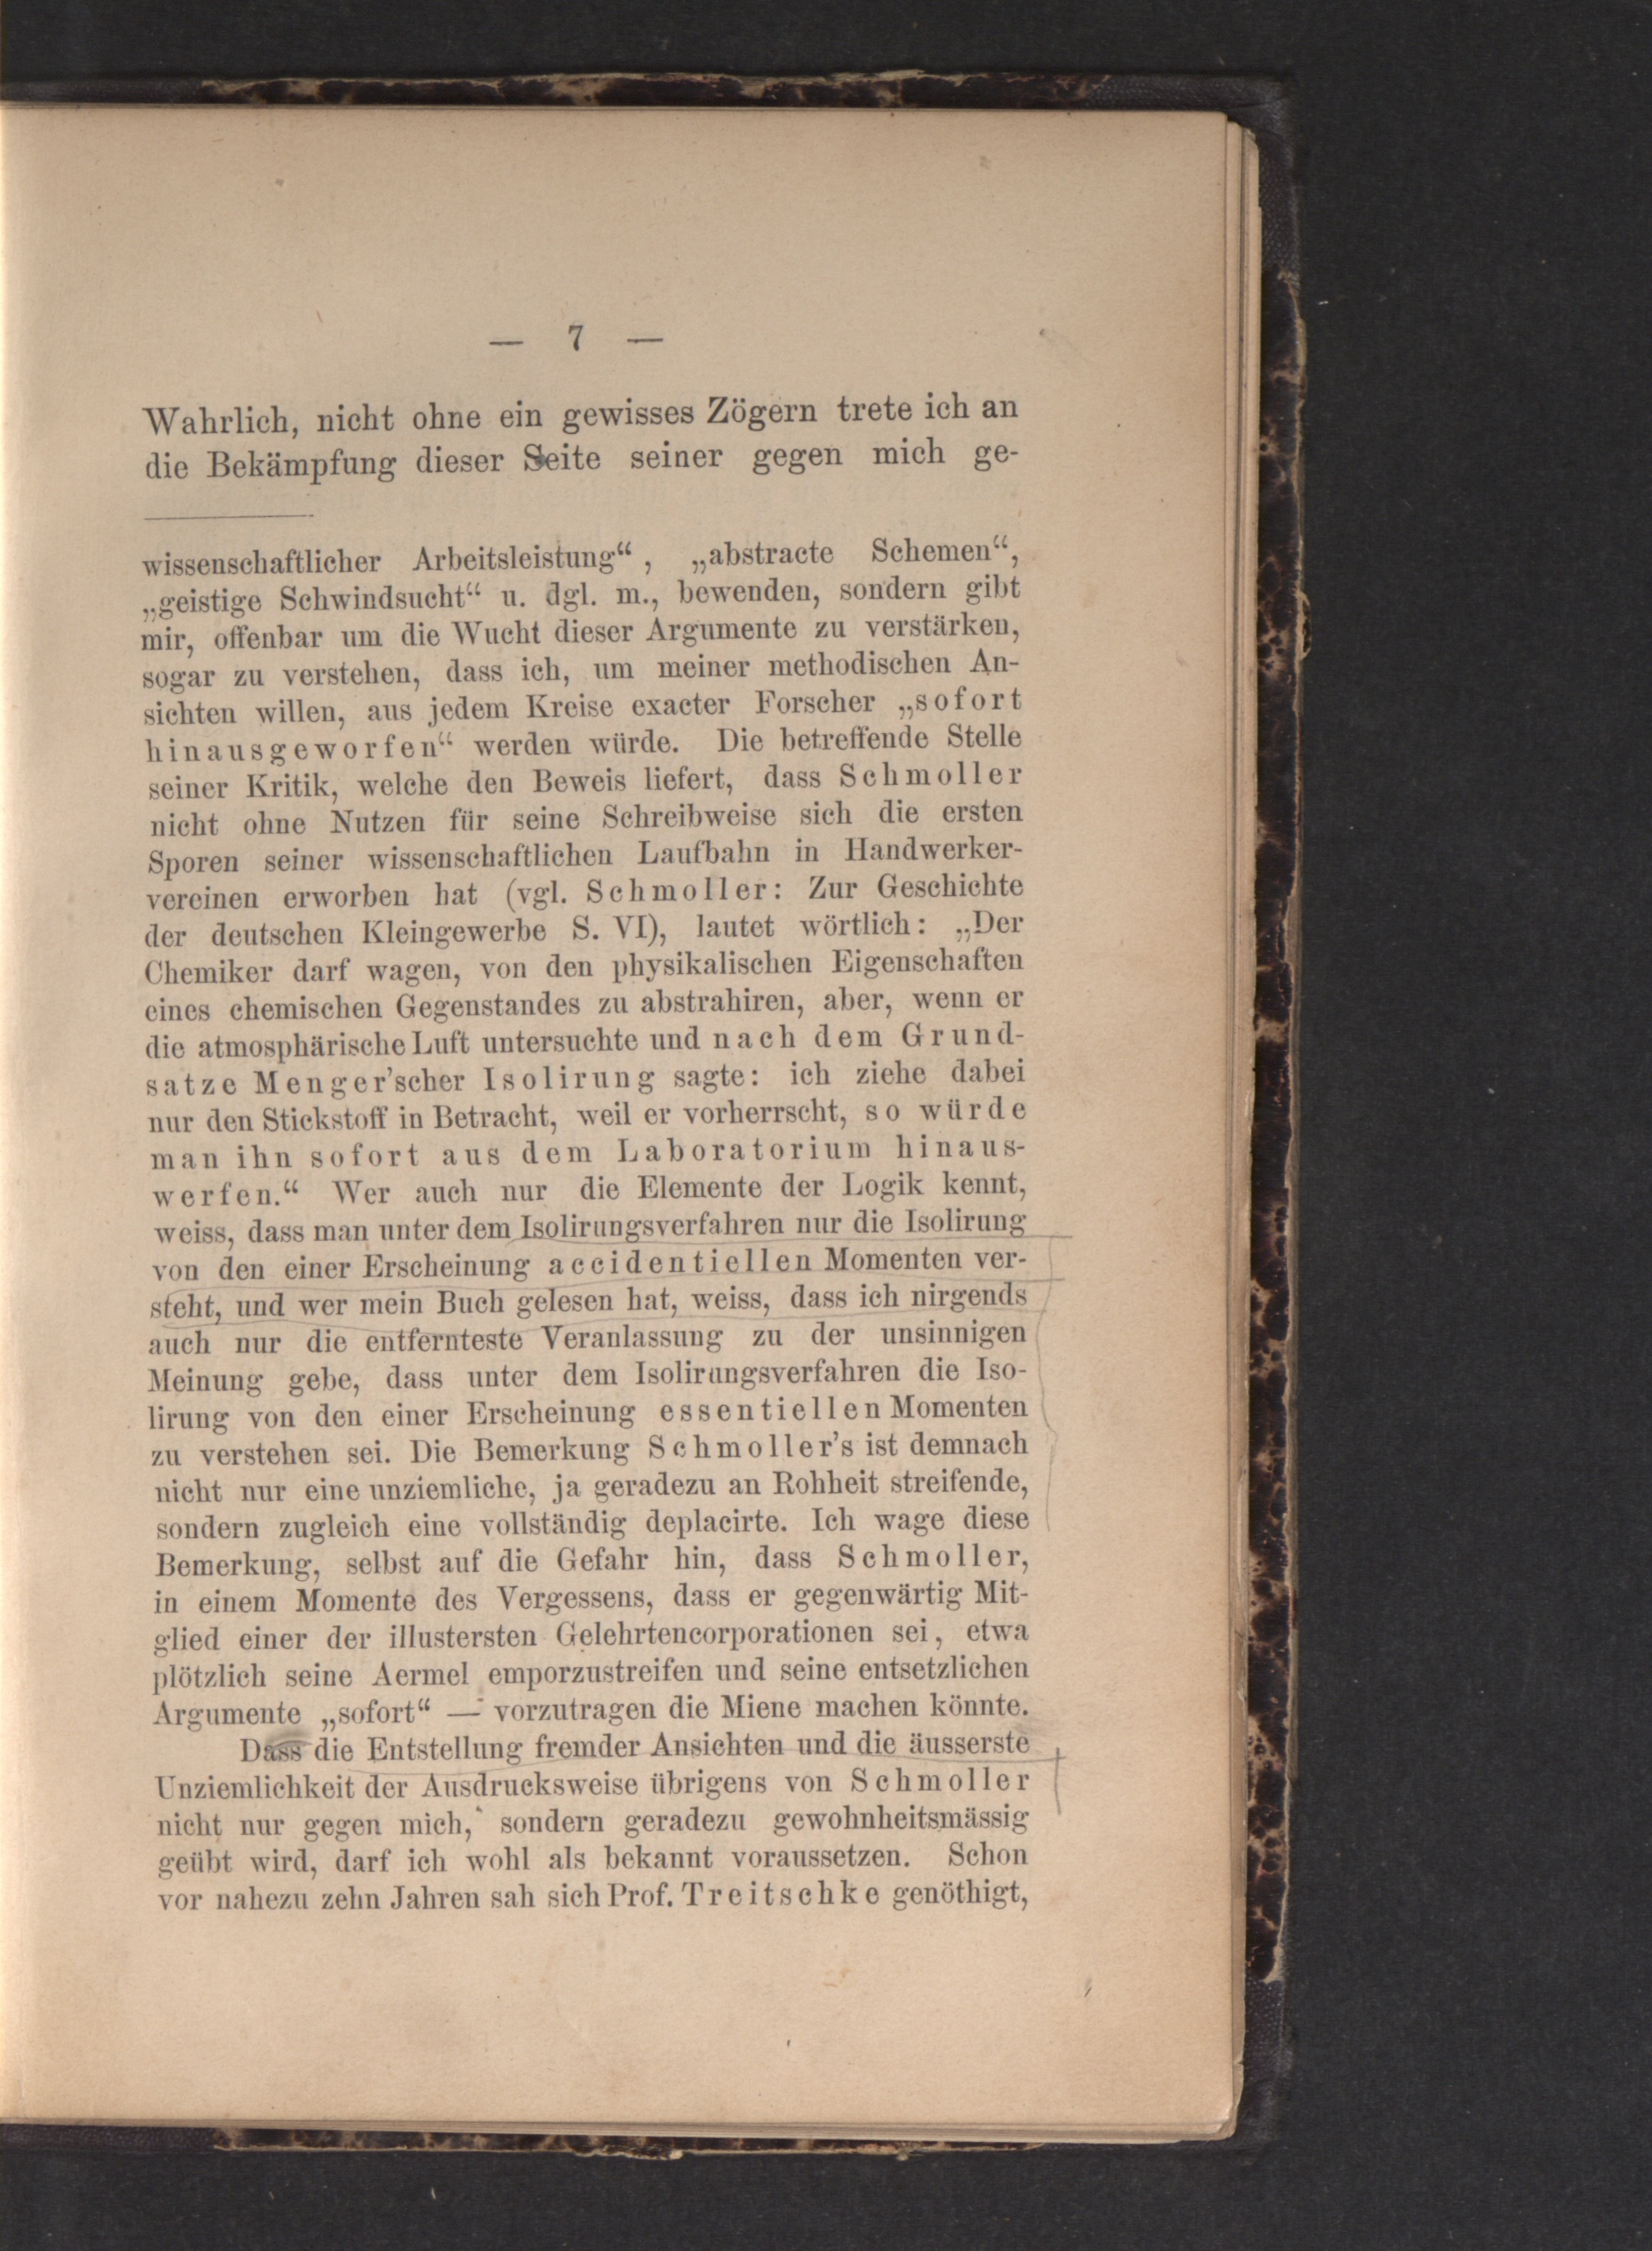 — 7 —
Wahrlich, nicht ohne ein gewisses Zögern trete ich an
die Bekämpfung dieser Seite seiner gegen mich ge-
wissenschaftlicher Arbeitsleistung“, „abstracte Schemen“,
„geistige Schwindsucht“ u. dgl. m., bewenden, sondern gibt
mir, offenbar um die Wucht dieser Argumente zu verstärken,
sogar zu verstehen, dass ich, um meiner methodischen An-
sichten willen, aus jedem Kreise exacter Forscher „sofort
hinausgeworfen“ werden würde. Die betreffende Stelle
seiner Kritik, welche den Beweis liefert, dass Schmoller
nicht ohne Nutzen für seine Schreibweise sich die ersten
Sporen seiner wissenschaftlichen Laufbahn in Handwerker-
vereinen erworben hat (vgl. Schmoller: Zur Geschichte
der deutschen Kleingewerbe S. VI), lautet wörtlich: „Der
Chemiker darf wagen, von den physikalischen Eigenschaften
eines chemischen Gegenstandes zu abstrahiren, aber, wenn er
die atmosphärische Luft untersuchte und nach dem Grund-
satze Menger’scher Isolirung sagte: ich ziehe dabei
nur den Stickstoff in Betracht, weil er vorherrscht, so würde
man ihn sofort aus dem Laboratorium hinaus-
werfen.“ Wer auch nur die Elemente der Logik kennt,
weiss, dass man unter dem Isolirungsverfahren nur die Isolirung
von den einer Erscheinung accidentiellen Momenten ver-
steht, und wer mein Buch gelesen hat, weiss, dass ich nirgends
auch nur die entfernteste Veranlassung zu der unsinnigen
Meinung gebe, dass unter dem Isolirungsverfahren die Iso-
lirung von den einer Erscheinung essentiellen Momenten
zu verstehen sei. Die Bemerkung Schmoller’s ist demnach
nicht nur eine unziemliche, ja geradezu an Rohheit streifende,
sondern zugleich eine vollständig deplacirte. Ich wage diese
Bemerkung, selbst auf die Gefahr hin, dass Schmoller,
in einem Momente des Vergessens, dass er gegenwärtig Mit-
glied einer der illustersten Gelehrtencorporationen sei, etwa
plötzlich seine Aermel emporzustreifen und seine entsetzlichen
Argumente „sofort“ — vorzutragen die Miene machen könnte.
Dass die Entstellung fremder Ansichten und die äusserste
Unziemlichkeit der Ausdrucksweise übrigens von Schmoller
nicht nur gegen mich, sondern geradezu gewohnheitsmässig
geübt wird, darf ich wohl als bekannt voraussetzen. Schon
vor nahezu zehn Jahren sah sich Prof. Treitschke genöthigt,